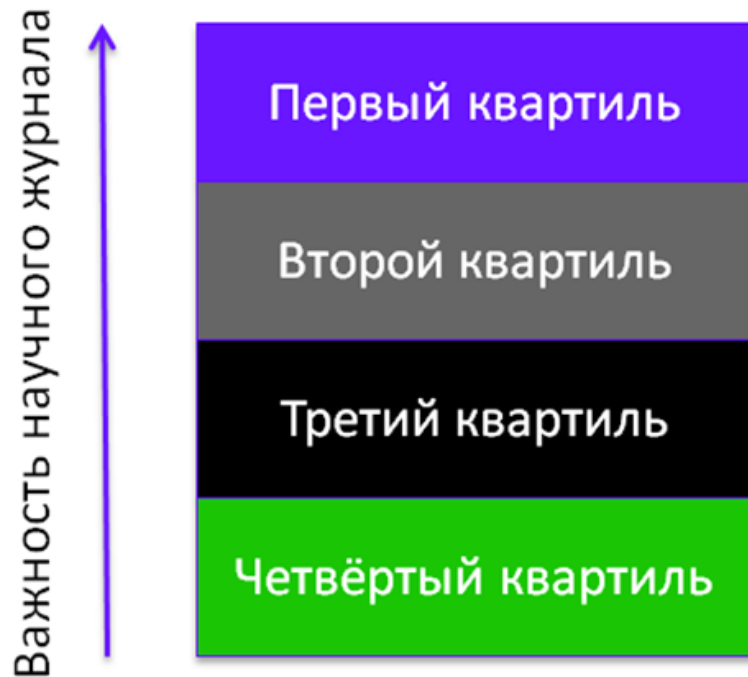 Важность научного журнала
Первый квартиль
Второй квартиль
Третий квартиль
Четвёртый квартиль